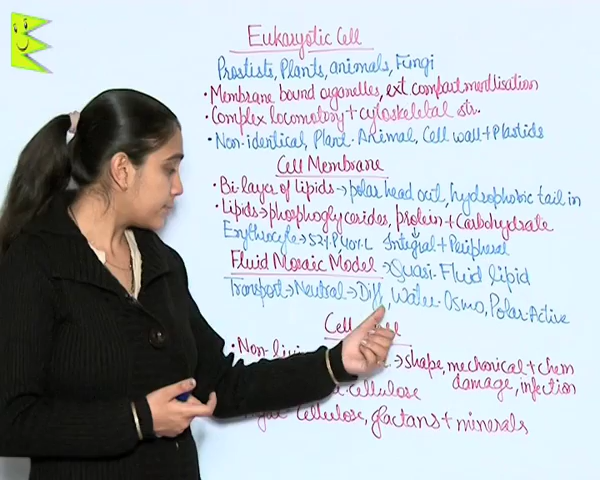 Eukaryotic Cell
Protists, Plants, animals, Fungi
• Membrane bound organelles, ext compartmentlisation
• Complex locomotory + cytoskeletal str.
• Non-identical, Plant-Animal, Cell wall + Plastids
Cell Membrane
• Bi-layer of lipids → polar head out, hydrophobic tail in
• Lipids → phosphoglycerides, protein + Carbohydrate
Erythrocyte → 52% P, 40% L Integral + Peripheral
Fluid Mosaic Model → Quasi-Fluid lipid
Transport → Neutral → Diff, Water-Osmo, Polar-Active
Cell
• Non-livi → shape, mechanical + chem
damage, infection
cellulose
cellulose, glactans + minerals